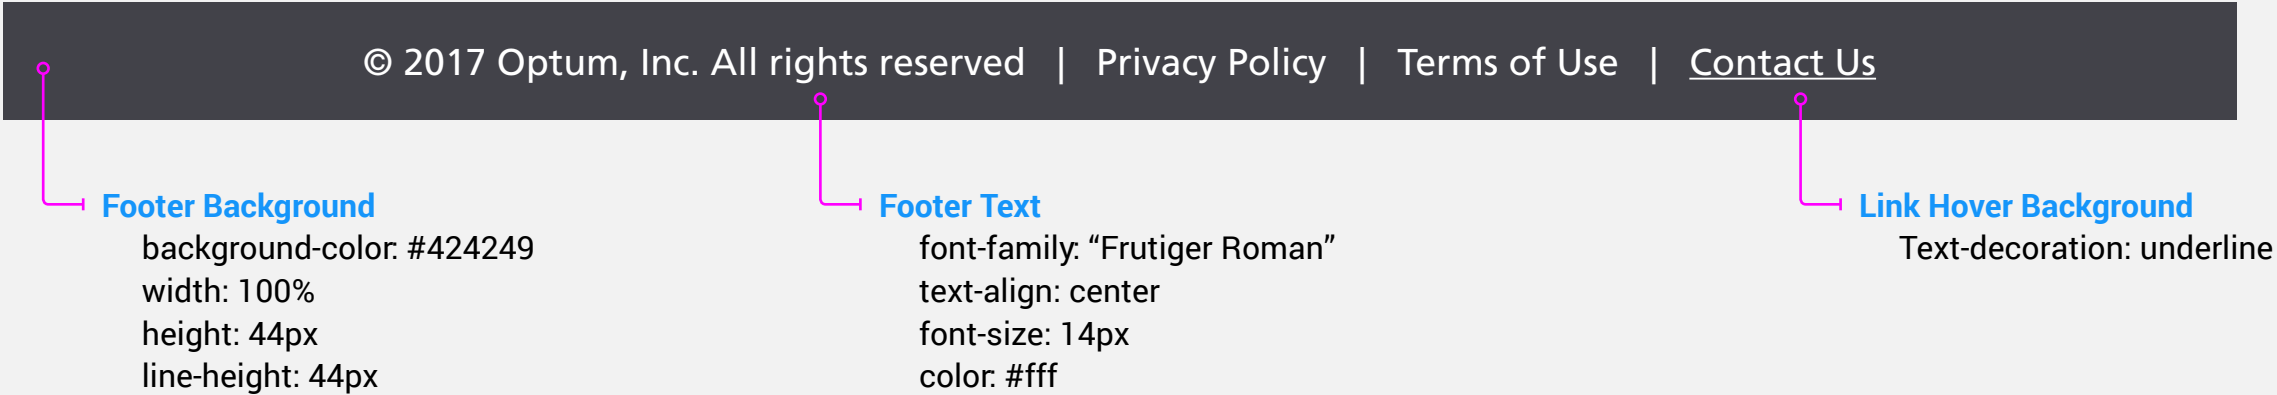 © 2017 Optum, Inc. All rights reserved | Privacy Policy | Terms of Use | Contact Us
Footer Background
background-color: #424249
width: 100%
height: 44px
line-height: 44px
Footer Text
font-family: “Frutiger Roman”
text-align: center
font-size: 14px
color: #fff
Link Hover Background
Text-decoration: underline